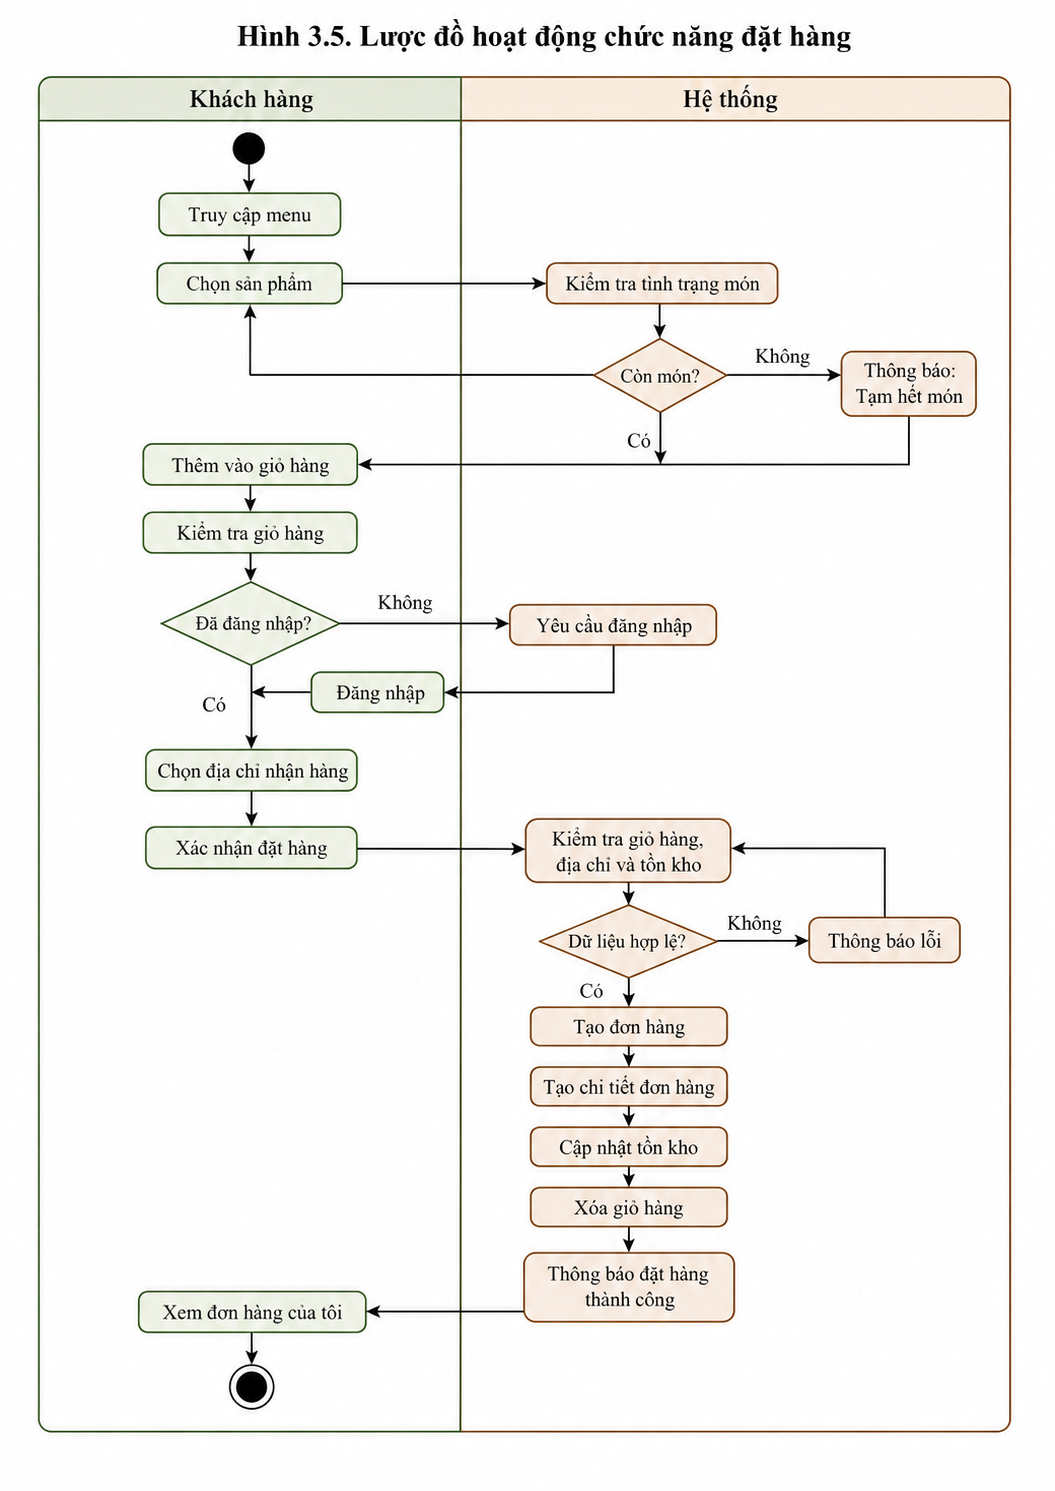 Hình 3.5. Lược đồ hoạt động chức năng đặt hàng
Khách hàng
Hệ thống
Truy cập menu
Chọn sản phẩm
Kiểm tra tình trạng món
Còn món?
Không
Thông báo:
Tạm hết món
Có
Thêm vào giỏ hàng
Kiểm tra giỏ hàng
Đã đăng nhập?
Không
Yêu cầu đăng nhập
Đăng nhập
Có
Chọn địa chỉ nhận hàng
Xác nhận đặt hàng
Kiểm tra giỏ hàng,
địa chỉ và tồn kho
Dữ liệu hợp lệ?
Không
Thông báo lỗi
Có
Tạo đơn hàng
Tạo chi tiết đơn hàng
Cập nhật tồn kho
Xóa giỏ hàng
Thông báo đặt hàng
thành công
Xem đơn hàng của tôi